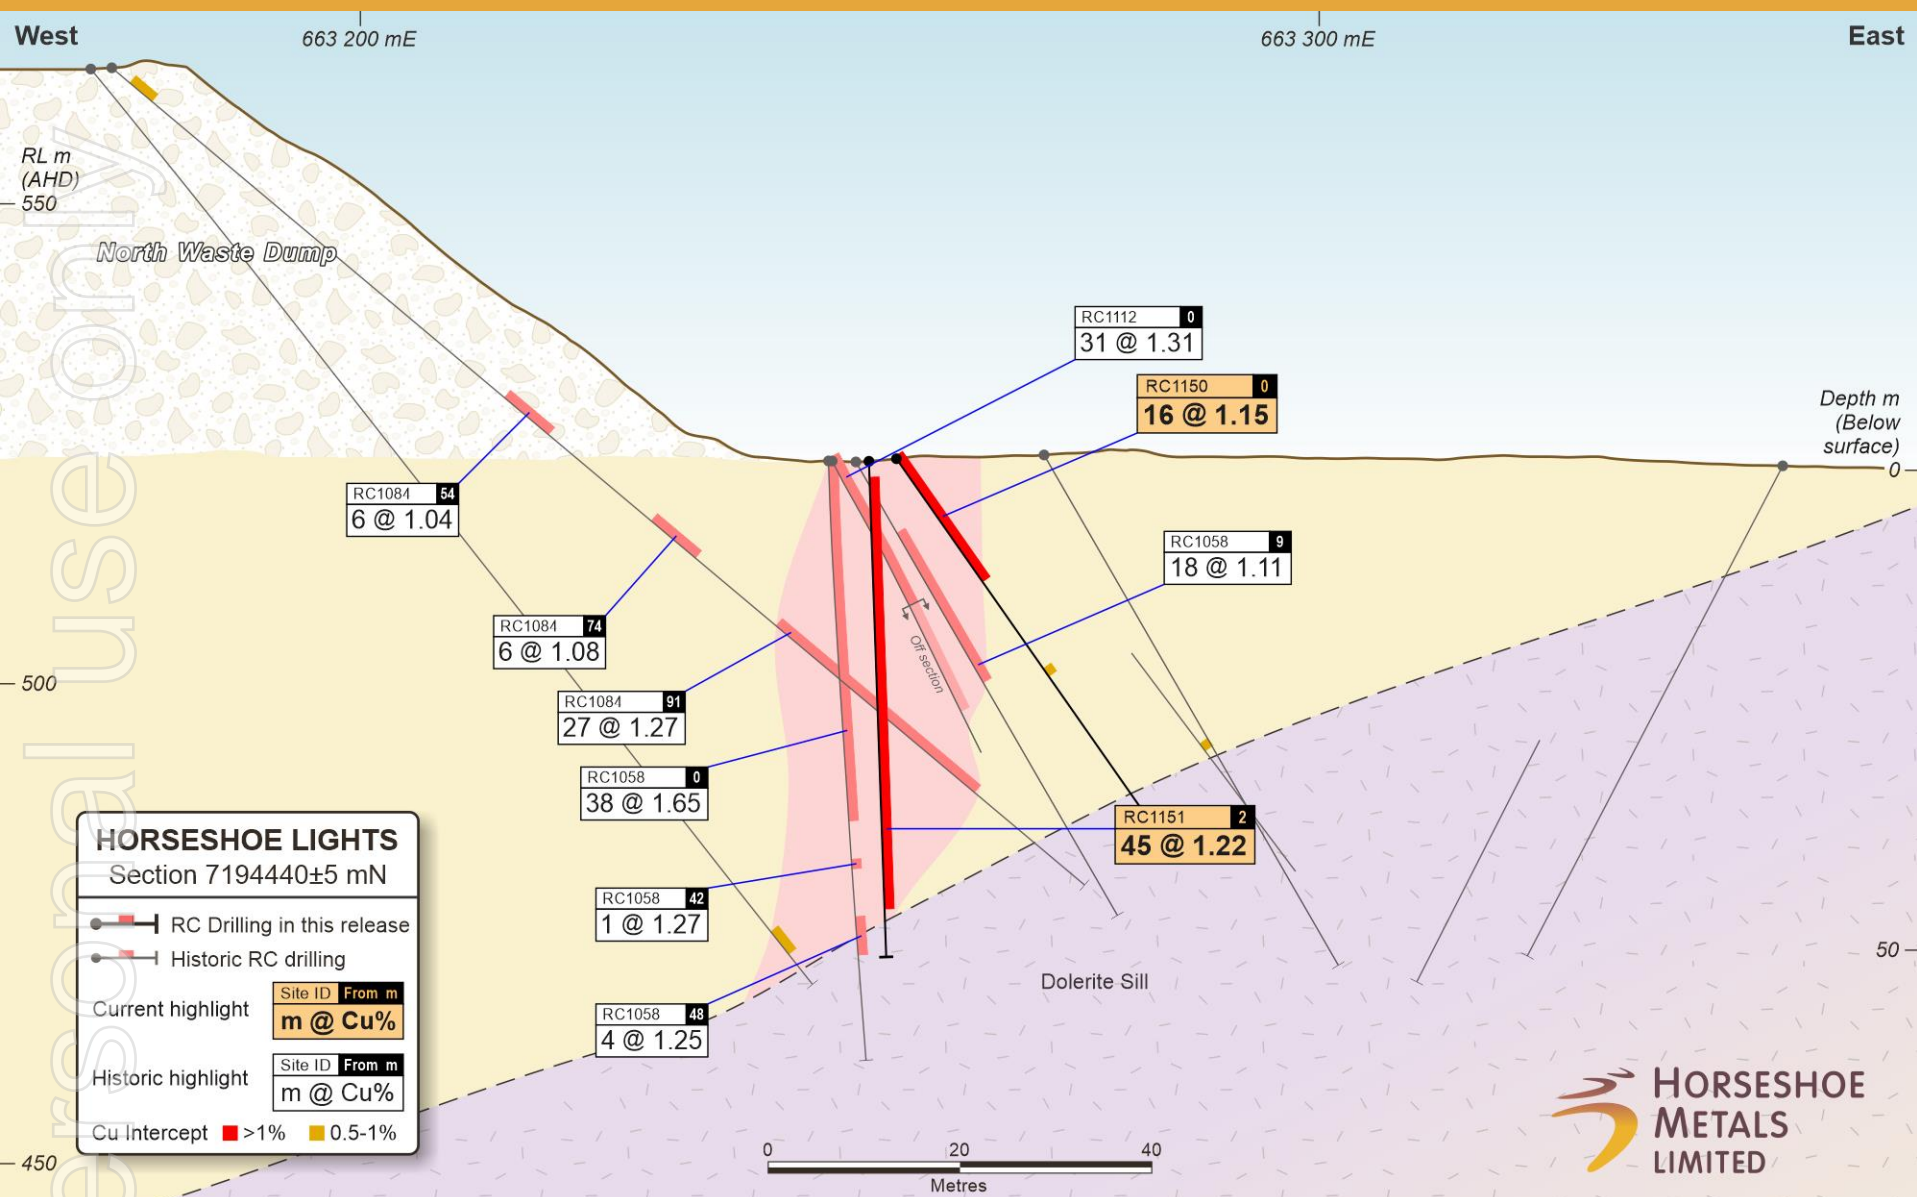 West
663 200 mE
663 300 mE
East
RL m
(AHD)
550
North Waste Dump
RC1112 0
31 @ 1.31
RC1150 0
16 @ 1.15
Depth m
(Below
surface)
0
RC1084 54
6 @ 1.04
RC1058 9
18 @ 1.11
RC1084 74
6 @ 1.08
Off section
500
RC1084 91
27 @ 1.27
RC1058 0
38 @ 1.65
RC1151 2
45 @ 1.22
RC1058 42
1 @ 1.27
50
Dolerite Sill
RC1058 48
4 @ 1.25
HORSESHOE LIGHTS
Section 7194440±5 mN
RC Drilling in this release
Historic RC drilling
Current highlight
Site ID From m
m @ Cu%
Historic highlight
Site ID From m
m @ Cu%
Cu Intercept >1% 0.5-1%
450
0 20 40
Metres
HORSESHOE
METALS
LIMITED
ersonal use only